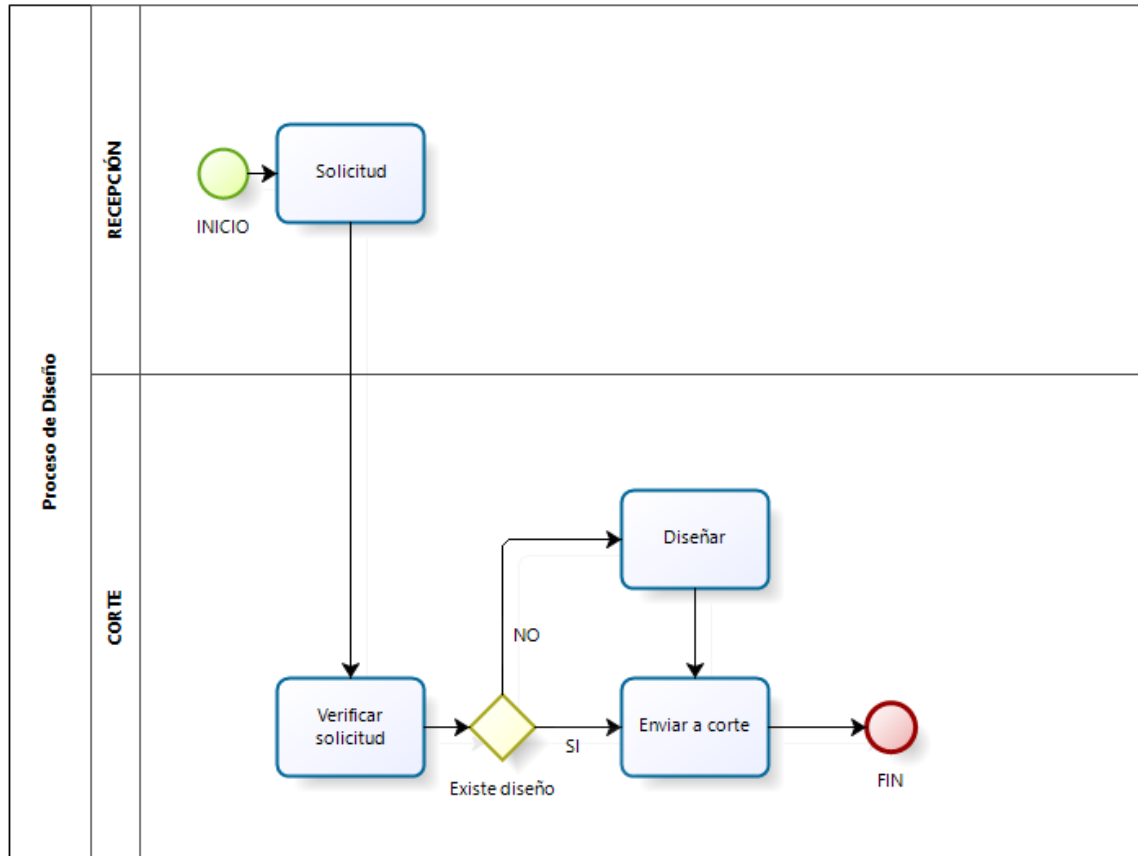 Proceso de Diseño
RECEPCIÓN
INICIO
Solicitud
CORTE
Verificar
solicitud
Existe diseño
NO
SI
Diseñar
Enviar a corte
FIN